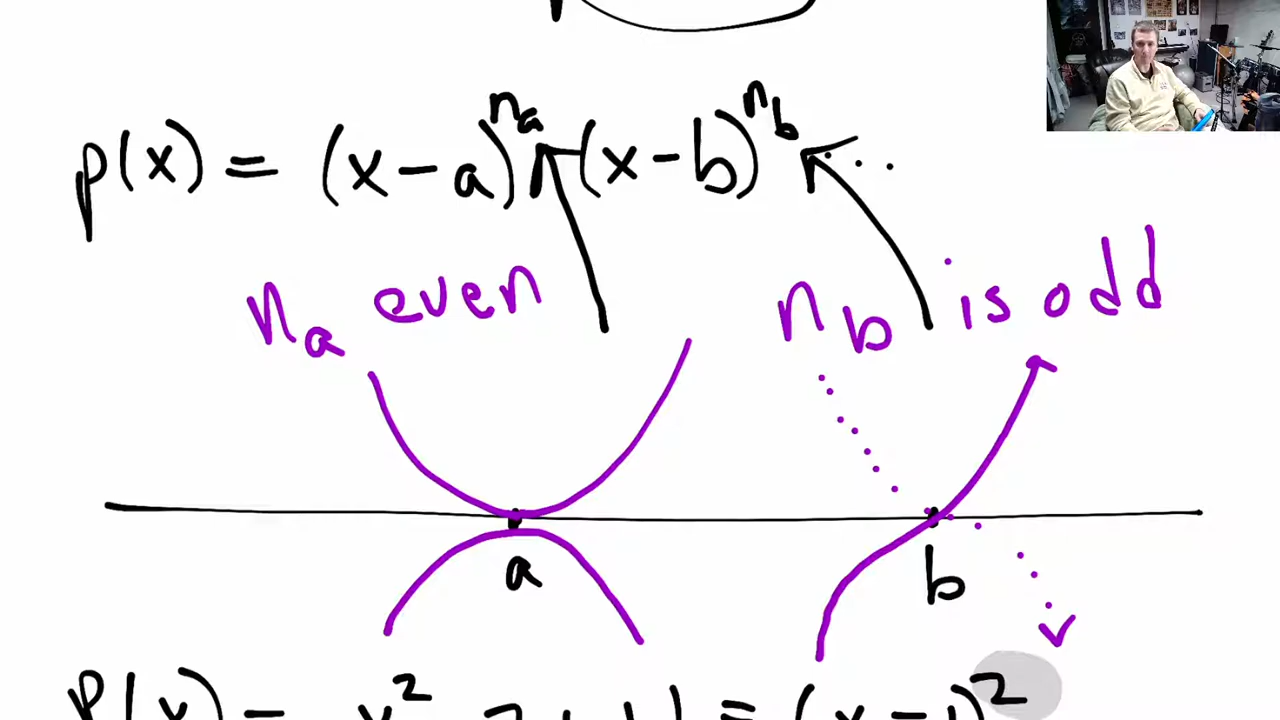 p(x) = (x-a)^{n_a} (x-b)^{n_b} ...
n_a even
n_b is odd
a
b